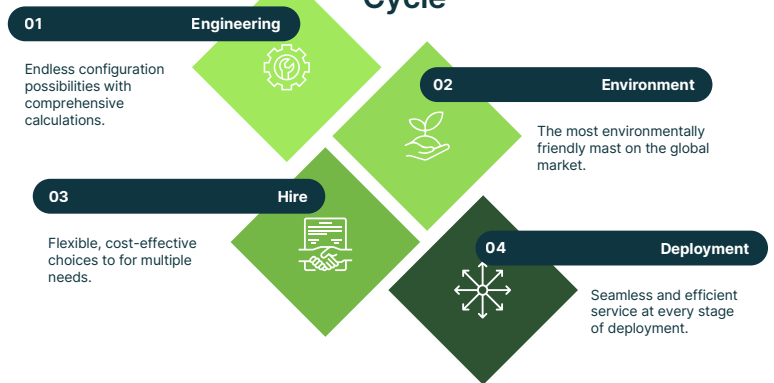 Cycle
01 Engineering
Endless configuration
possibilities with
comprehensive
calculations.
02 Environment
The most environmentally
friendly mast on the global
market.
03 Hire
Flexible, cost-effective
choices to for multiple
needs.
04 Deployment
Seamless and efficient
service at every stage
of deployment.